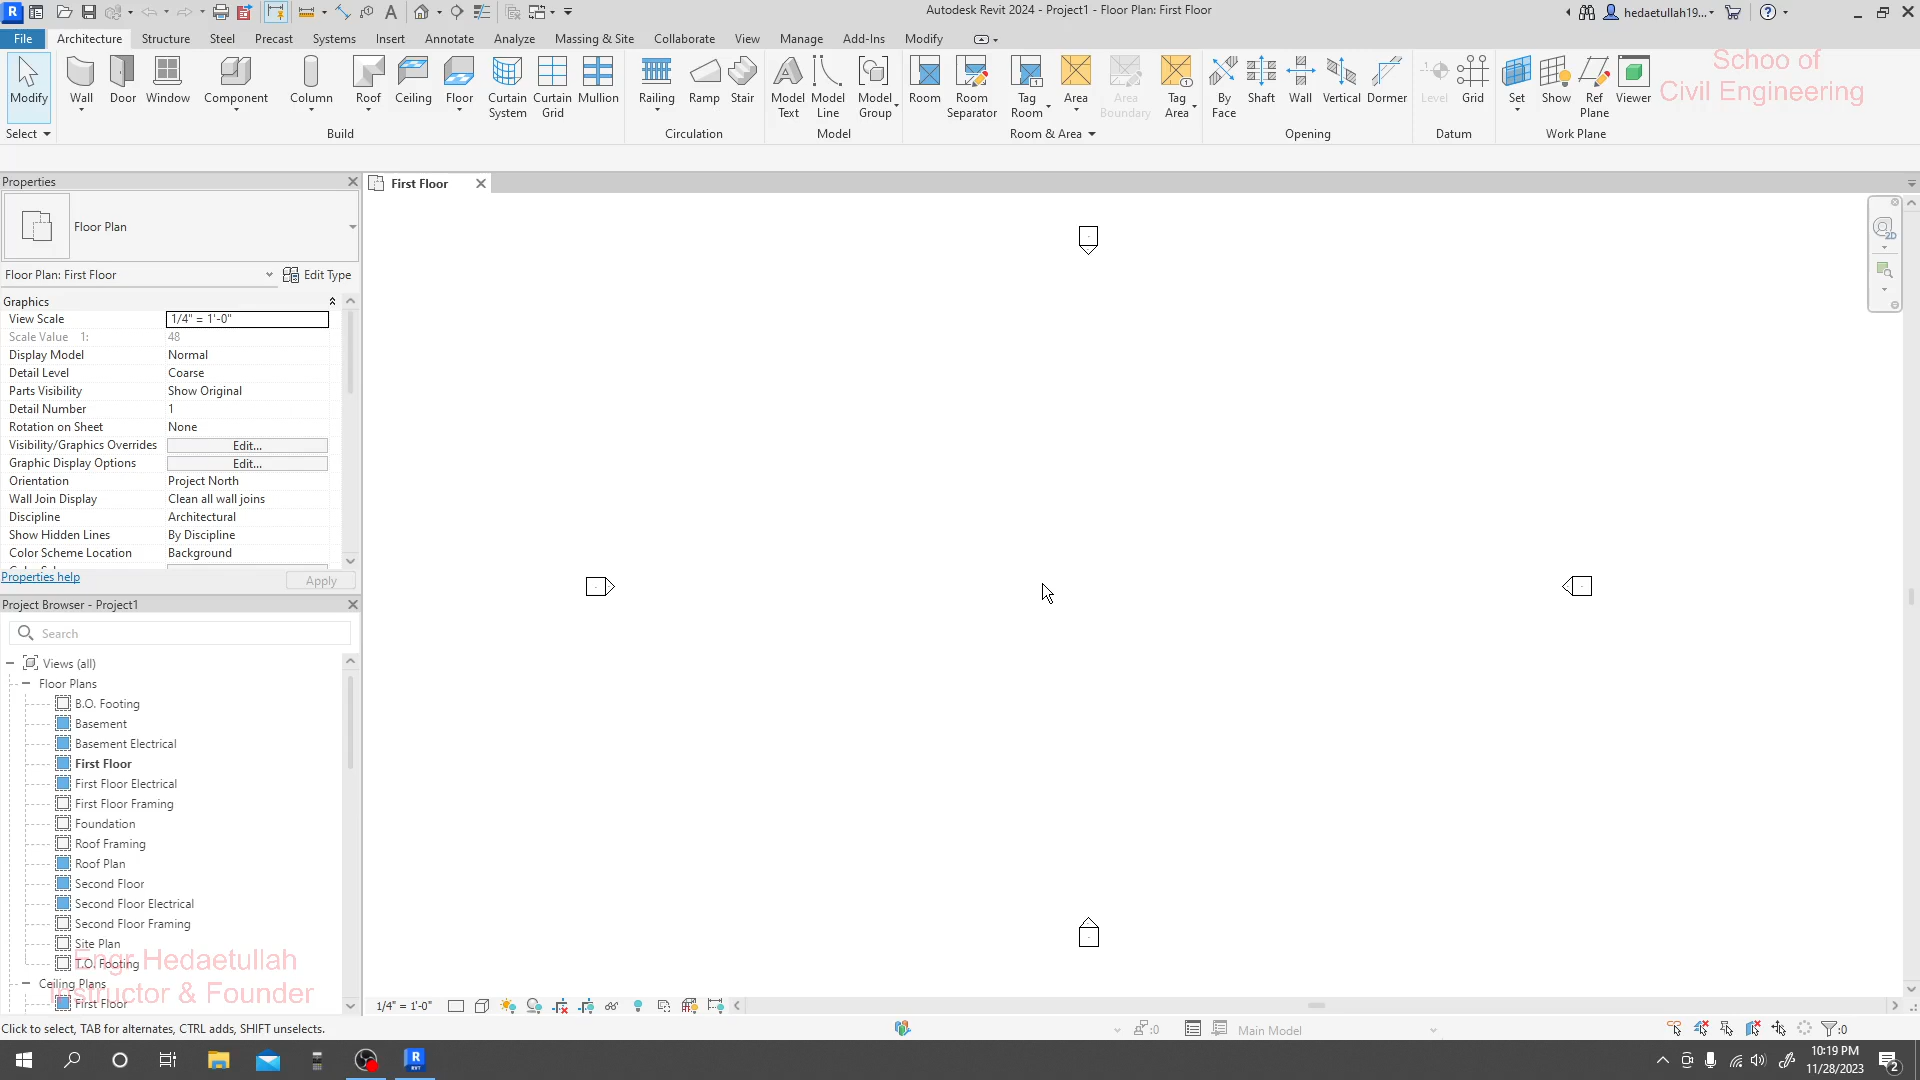 Autodesk Revit 2024 - Project1 - Floor Plan: First Floor
hedaetullah19...
File Architecture Structure Steel Precast Systems Insert Annotate Analyze Massing & Site Collaborate View Manage Add-Ins Modify
Schoo of
Civil Engineering
Modify Wall Door Window Component Column Roof Ceiling Floor Curtain System Curtain Grid Mullion Railing Ramp Stair Model Text Model Line Model Group Room Room Separator Tag Room Area Area Boundary Tag Area By Face Shaft Wall Vertical Dormer Level Grid Set Show Ref Plane Viewer
Select Build Circulation Model Room & Area Opening Datum Work Plane
Properties
First Floor
Floor Plan
Floor Plan: First Floor Edit Type
Graphics
View Scale 1/4" = 1'-0"
Scale Value 1: 48
Display Model Normal
Detail Level Coarse
Parts Visibility Show Original
Detail Number 1
Rotation on Sheet None
Visibility/Graphics Overrides Edit...
Graphic Display Options Edit...
Orientation Project North
Wall Join Display Clean all wall joins
Discipline Architectural
Show Hidden Lines By Discipline
Color Scheme Location Background
Properties help Apply
Project Browser - Project1
Search
Views (all)
Floor Plans
B.O. Footing
Basement
Basement Electrical
First Floor
First Floor Electrical
First Floor Framing
Foundation
Roof Framing
Roof Plan
Second Floor
Second Floor Electrical
Second Floor Framing
Site Plan
T.O. Footing
Engr.Hedaetullah
Ceiling Plans
Instructor & Founder
First Floor
1/4" = 1'-0"
Click to select, TAB for alternates, CTRL adds, SHIFT unselects.
:0
Main Model
:0
10:19 PM
11/28/2023
2